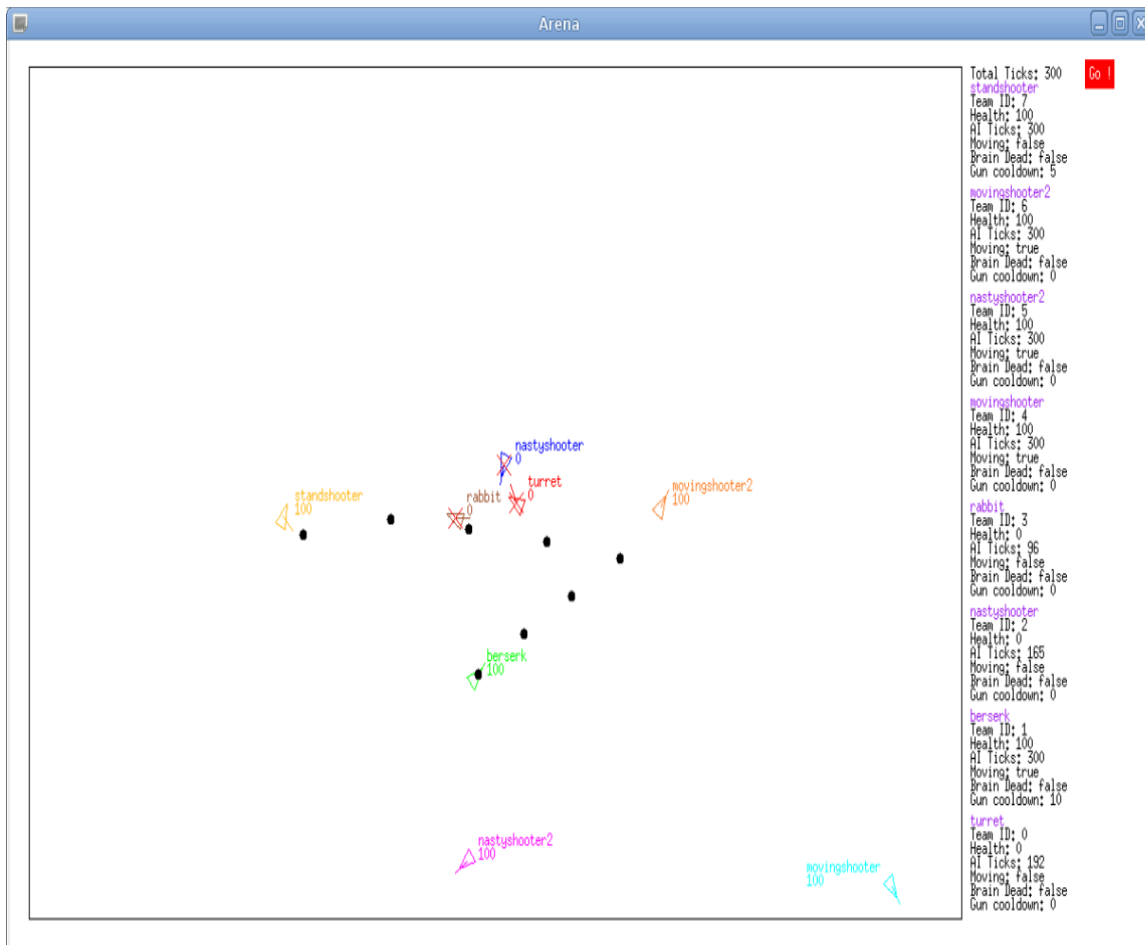 Arena
nastyshooter
0
turret
0
standshooter
100
rabbit
0
movingshooter2
100
berserk
100
nastyshooter2
100
movingshooter
100
Total Ticks: 300
Go !
standshooter
Team ID: 7
Health: 100
AI Ticks: 300
Moving: false
Brain Dead: false
Gun cooldown: 5
movingshooter2
Team ID: 6
Health: 100
AI Ticks: 300
Moving: true
Brain Dead: false
Gun cooldown: 0
nastyshooter2
Team ID: 5
Health: 100
AI Ticks: 300
Moving: true
Brain Dead: false
Gun cooldown: 0
movingshooter
Team ID: 4
Health: 100
AI Ticks: 300
Moving: true
Brain Dead: false
Gun cooldown: 0
rabbit
Team ID: 3
Health: 0
AI Ticks: 96
Moving: false
Brain Dead: false
Gun cooldown: 0
nastyshooter
Team ID: 2
Health: 0
AI Ticks: 165
Moving: false
Brain Dead: false
Gun cooldown: 0
berserk
Team ID: 1
Health: 100
AI Ticks: 300
Moving: true
Brain Dead: false
Gun cooldown: 10
turret
Team ID: 0
Health: 0
AI Ticks: 192
Moving: false
Brain Dead: false
Gun cooldown: 0